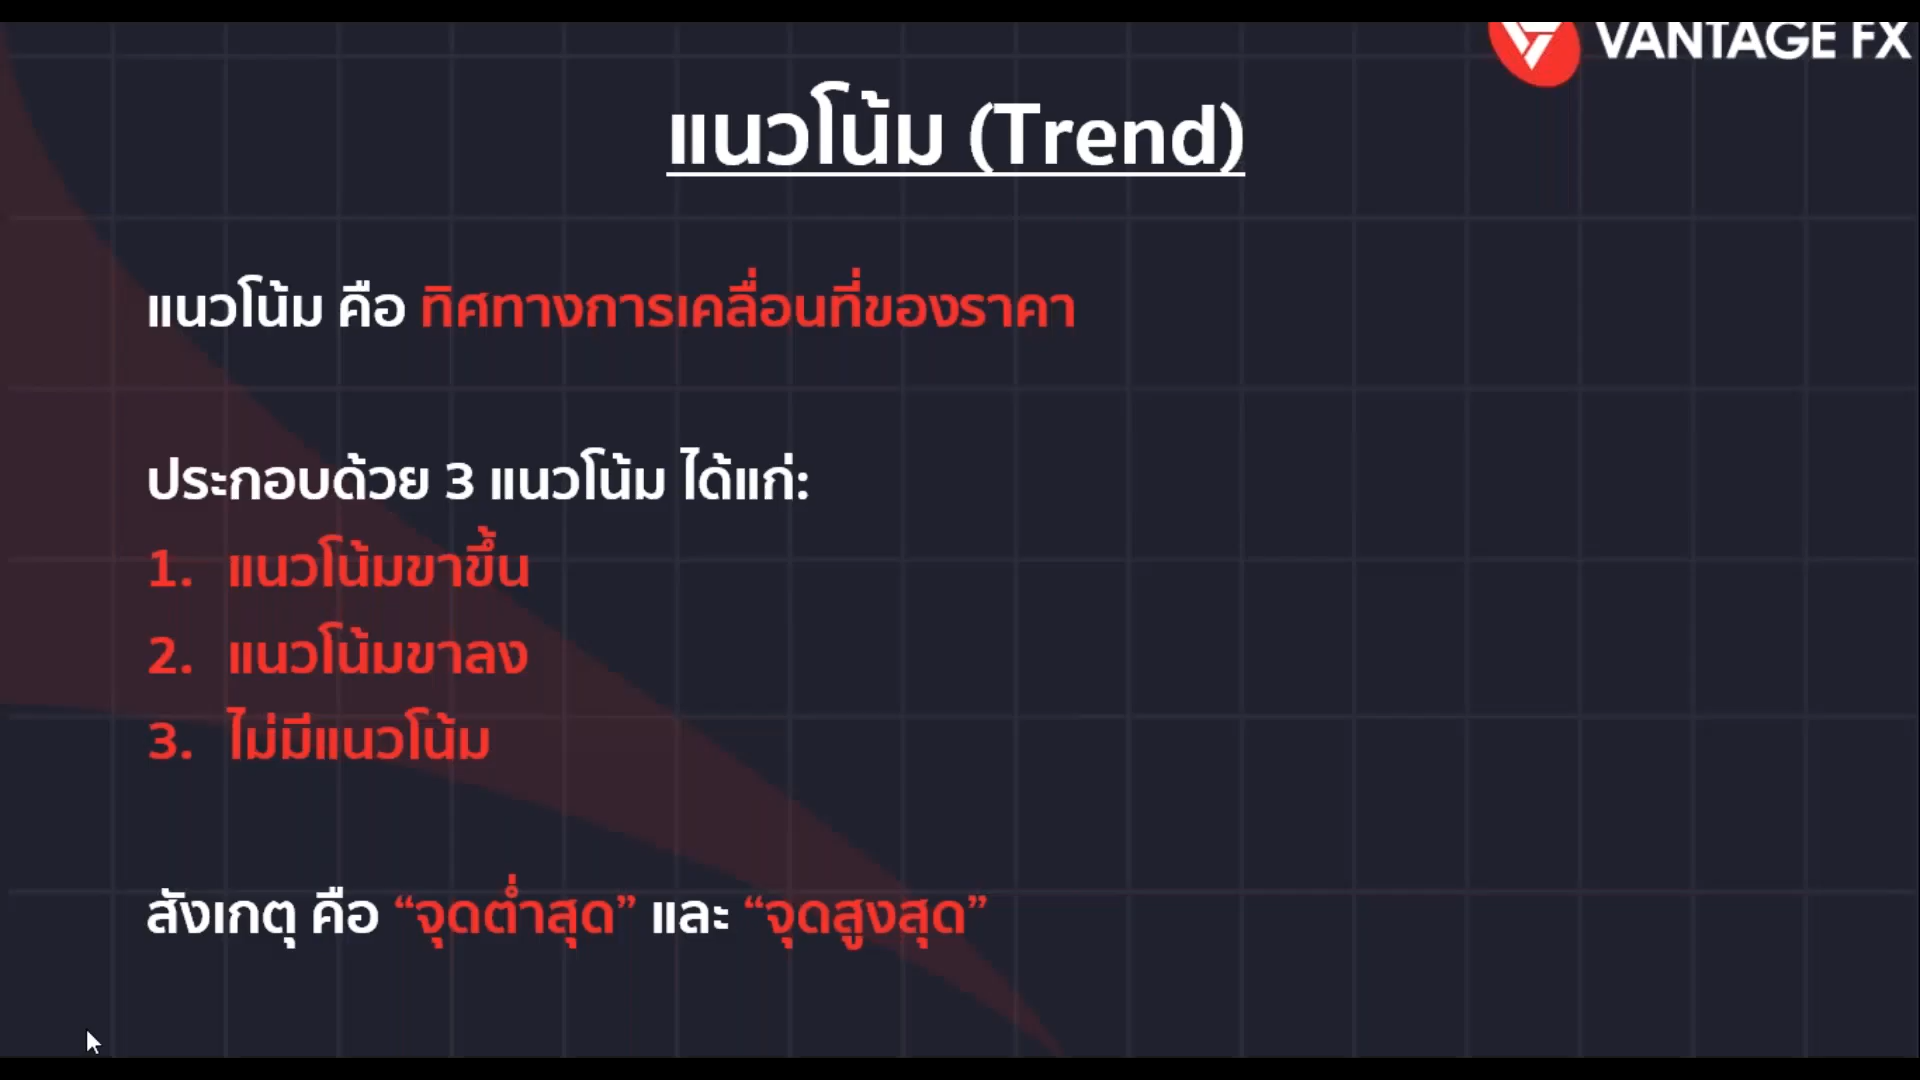 VANTAGE FX
แนวโน้ม (Trend)
แนวโน้ม คือ ทิศทางการเคลื่อนที่ของราคา
ประกอบด้วย 3 แนวโน้ม ได้แก่:
1. แนวโน้มขาขึ้น
2. แนวโน้มขาลง
3. ไม่มีแนวโน้ม
สังเกตุ คือ “จุดต่ำสุด” และ “จุดสูงสุด”